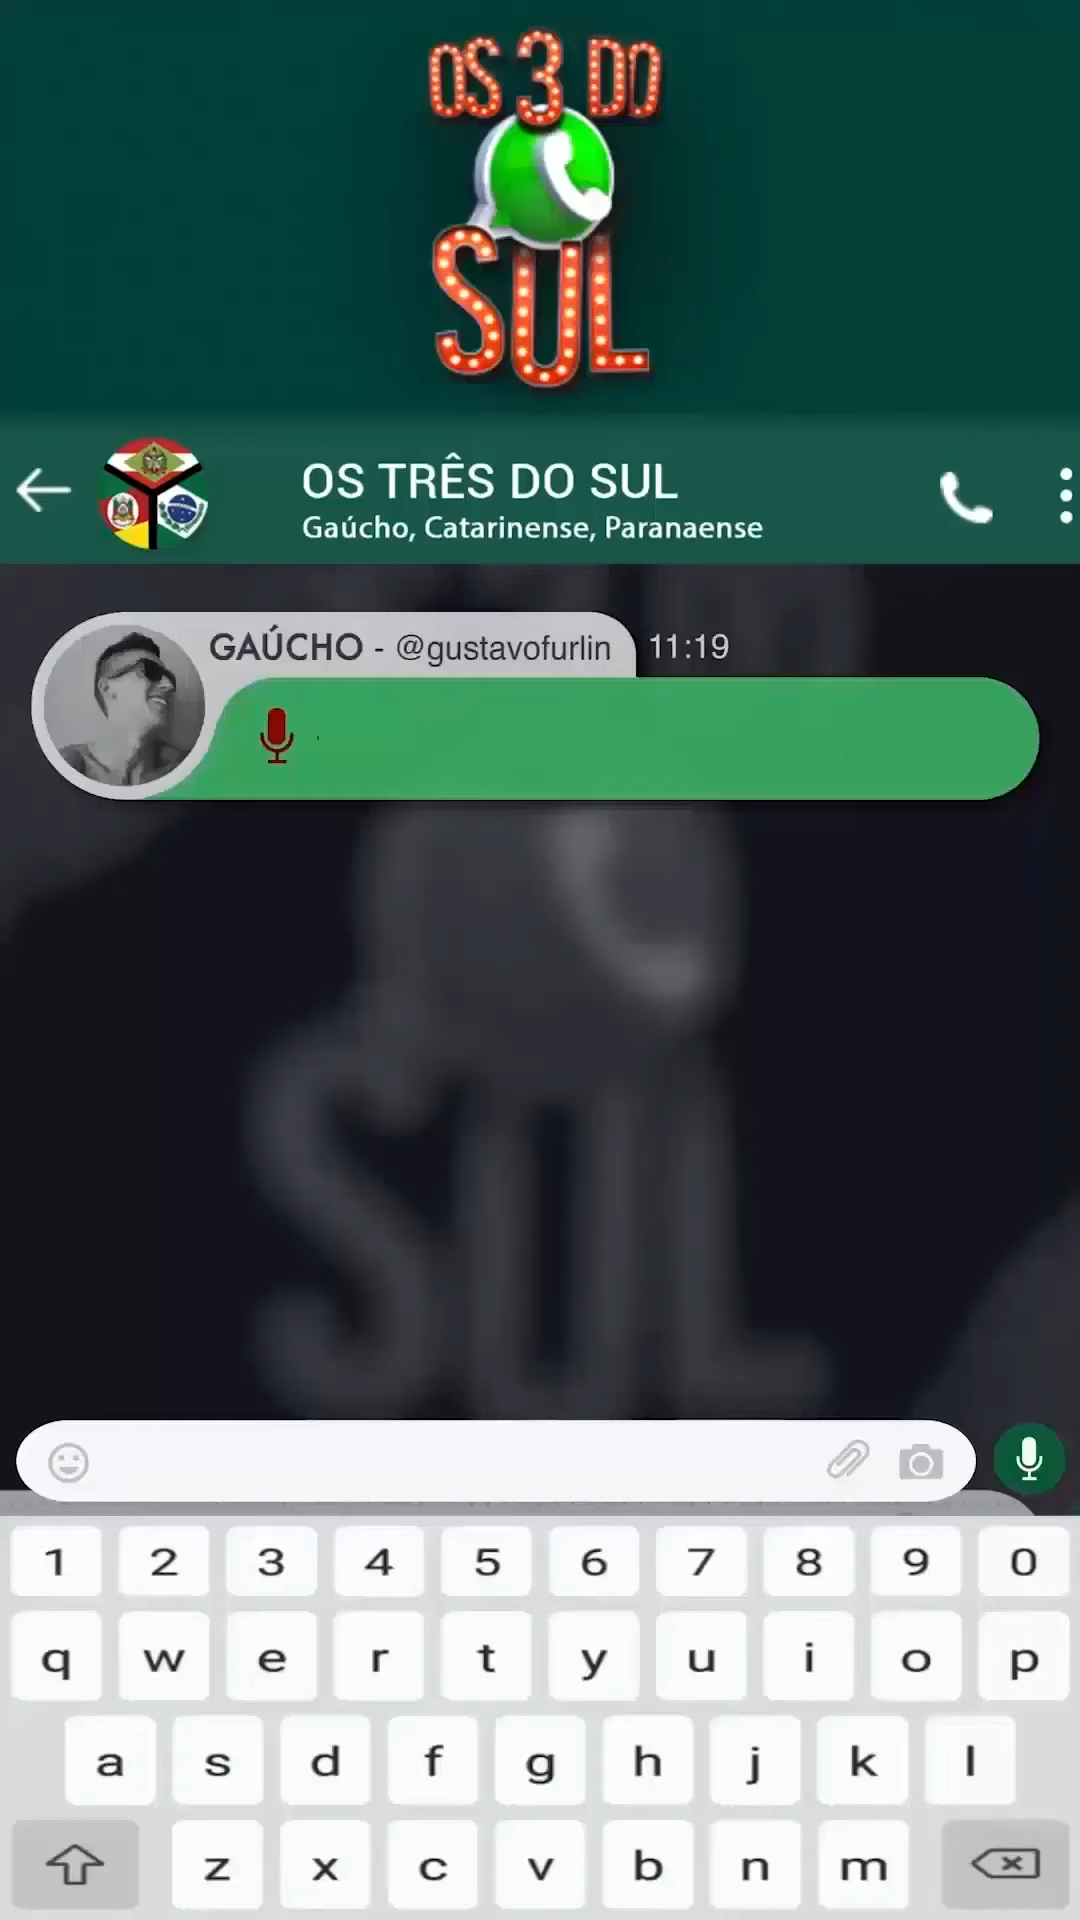 OS 3 DO
SUL
OS TRÊS DO SUL
Gaúcho, Catarinense, Paranaense
GAÚCHO - @gustavofurlin 11:19
SUL
1 2 3 4 5 6 7 8 9 0
q w e r t y u i o p
a s d f g h j k l
z x c v b n m